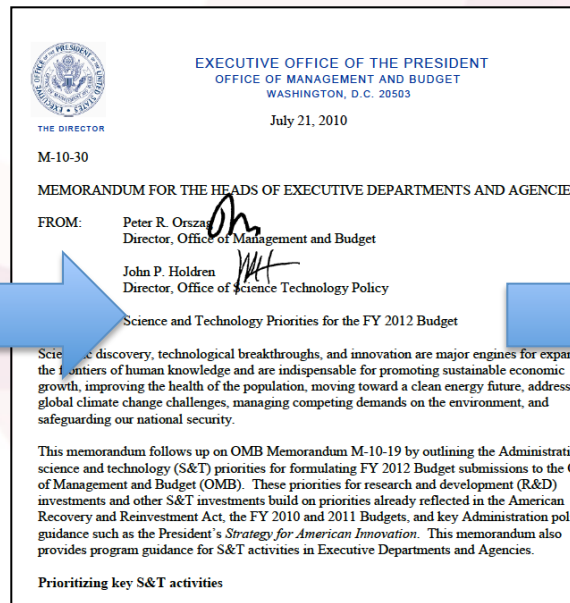 EXECUTIVE OFFICE OF THE PRESIDENT OF THE UNITED STATES
THE DIRECTOR
EXECUTIVE OFFICE OF THE PRESIDENT
OFFICE OF MANAGEMENT AND BUDGET
WASHINGTON, D.C. 20503
July 21, 2010
M-10-30
MEMORANDUM FOR THE HEADS OF EXECUTIVE DEPARTMENTS AND AGENCIE
FROM: Peter R. Orszag
Director, Office of Management and Budget
John P. Holdren
Director, Office of Science Technology Policy
Science and Technology Priorities for the FY 2012 Budget
discovery, technological breakthroughs, and innovation are major engines for expan
the frontiers of human knowledge and are indispensable for promoting sustainable economic
growth, improving the health of the population, moving toward a clean energy future, address
global climate change challenges, managing competing demands on the environment, and
safeguarding our national security.
This memorandum follows up on OMB Memorandum M-10-19 by outlining the Administrati
science and technology (S&T) priorities for formulating FY 2012 Budget submissions to the O
of Management and Budget (OMB). These priorities for research and development (R&D)
investments and other S&T investments build on priorities already reflected in the American
Recovery and Reinvestment Act, the FY 2010 and 2011 Budgets, and key Administration pol
guidance such as the President's Strategy for American Innovation. This memorandum also
provides program guidance for S&T activities in Executive Departments and Agencies.
Prioritizing key S&T activities